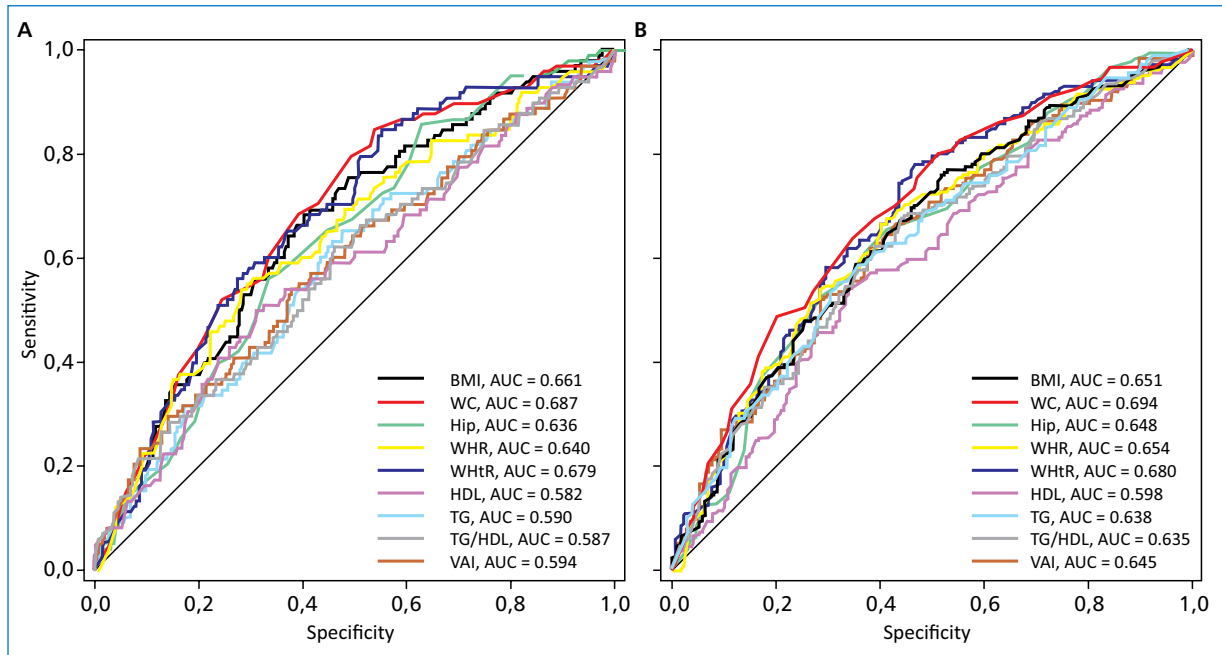 A
B
1,0
0,8
0,6
0,4
0,2
0,0
Sensitivity
BMI, AUC = 0.661
WC, AUC = 0.687
Hip, AUC = 0.636
WHR, AUC = 0.640
WHtR, AUC = 0.679
HDL, AUC = 0.582
TG, AUC = 0.590
TG/HDL, AUC = 0.587
VAI, AUC = 0.594
0,0 0,2 0,4 0,6 0,8 1,0
Specificity
BMI, AUC = 0.651
WC, AUC = 0.694
Hip, AUC = 0.648
WHR, AUC = 0.654
WHtR, AUC = 0.680
HDL, AUC = 0.598
TG, AUC = 0.638
TG/HDL, AUC = 0.635
VAI, AUC = 0.645
0,0 0,2 0,4 0,6 0,8 1,0
Specificity